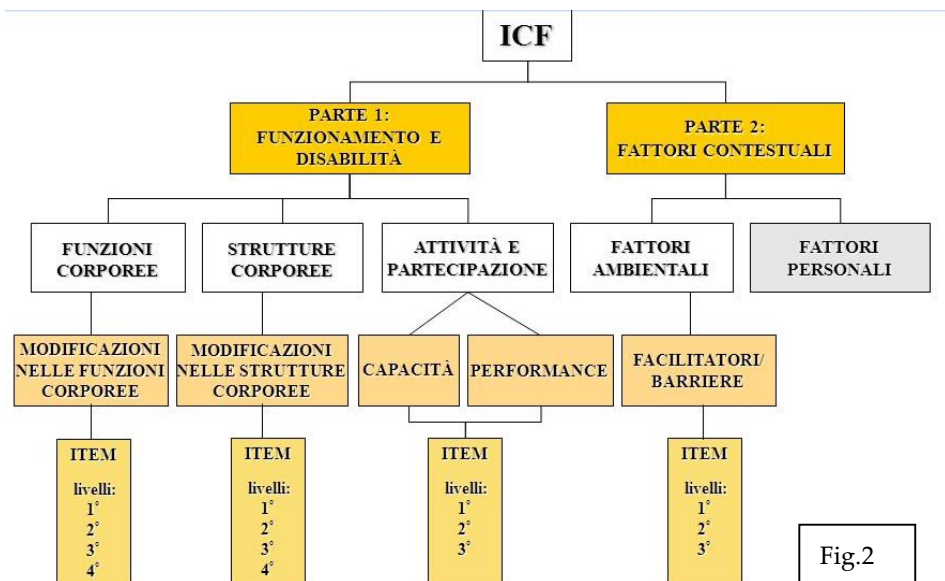 ICF
PARTE 1:
FUNZIONAMENTO E
DISABILITÀ
PARTE 2:
FATTORI CONTESTUALI
FUNZIONI
CORPOREE
STRUTTURE
CORPOREE
ATTIVITÀ E
PARTECIPAZIONE
FATTORI
AMBIENTALI
FATTORI
PERSONALI
MODIFICAZIONI
NELLE FUNZIONI
CORPOREE
MODIFICAZIONI
NELLE STRUTTURE
CORPOREE
CAPACITÀ
PERFORMANCE
FACILITATORI/
BARRIERE
ITEM
livelli:
1°
2°
3°
4°
ITEM
livelli:
1°
2°
3°
4°
ITEM
livelli:
1°
2°
3°
ITEM
livelli:
1°
2°
3°
Fig.2